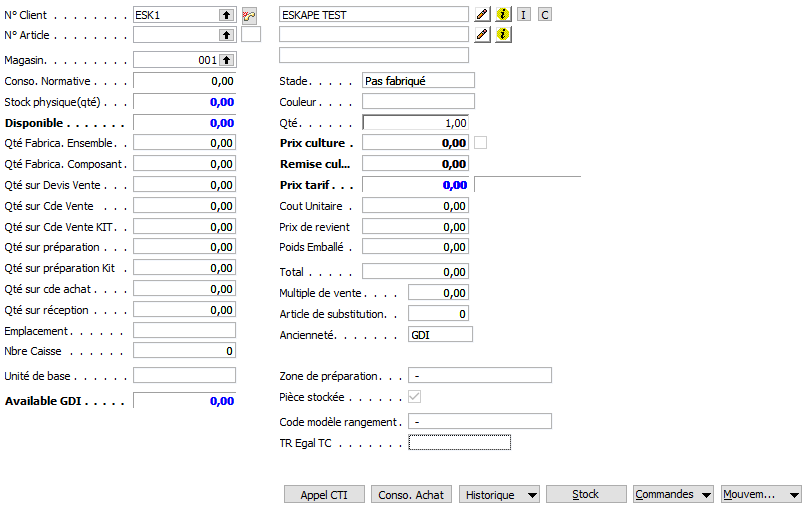 N° Client . . . . . . . . ESK1 ESKAPE TEST I C
N° Article . . . . . . . .
Magasin. . . . . . . . . 001
Conso. Normative . . . . 0,00 Stade. . . . . Pas fabriqué
Stock physique(qté) . . . 0,00 Couleur . . . .
Disponible . . . . . . . 0,00 Qté. . . . . . 1,00
Qté Fabrica. Ensemble. . 0,00 Prix culture . 0,00
Qté Fabrica. Composant. 0,00 Remise cul... 0,00
Qté sur Devis Vente . . . 0,00 Prix tarif . . . 0,00
Qté sur Cde Vente . . . 0,00 Cout Unitaire . 0,00
Qté sur Cde Vente KIT. . 0,00 Prix de revient 0,00
Qté sur préparation . . . 0,00 Poids Emballé . 0,00
Qté sur préparation Kit . 0,00 Total . . . . . 0,00
Qté sur cde achat . . . . 0,00 Multiple de vente . . . . 0,00
Qté sur réception . . . . 0,00 Article de substitution. . 0
Emplacement . . . . . . Ancienneté. . . . . . . GDI
Nbre Caisse . . . . . . 0
Unité de base . . . . . . Zone de préparation. . . -
Pièce stockée . . . . . .
Available GDI . . . . . 0,00
Code modèle rangement . -
TR Egal TC . . . . . . .
Appel CTI Conso. Achat Historique Stock Commandes Mouvem...